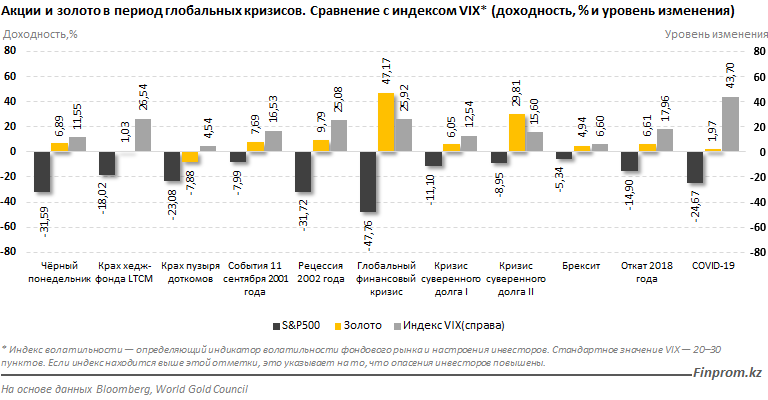 Акции и золото в период глобальных кризисов. Сравнение с индексом VIX* (доходность, % и уровень изменения)
Доходность,%
Уровень изменения
80 80
60 60
40 40
20 20
0 0
-20 -20
-40 -40
-60 -60
-80 -80
-31,59 6,89 11,55
-18,02 1,03 26,54
-23,08 -7,88 4,54
-7,99 7,69 16,53
-31,72 9,79 25,08
-47,76 47,17 25,92
-11,10 6,05 12,54
-8,95 29,81 15,60
-5,34 4,94 6,60
-14,90 6,61 17,96
-24,67 1,97 43,70
Чёрный
понедельник
Крах хедж-
фонда LTCM
Крах пузыря
доткомов
События 11
сентября 2001
года
Рецессия
2002 года
Глобальный
финансовый
кризис
Кризис
суверенного
долга I
Кризис
суверенного
долга II
Брексит
Откат 2018
года
COVID-19
S&P500 Золото Индекс VIX(справа)
* Индекс волатильности — определяющий индикатор волатильности фондового рынка и настроения инвесторов. Стандартное значение VIX — 20–30
пунктов. Если индекс находится выше этой отметки, это указывает на то, что опасения инвесторов повышены.
Finprom.kz
На основе данных Bloomberg, World Gold Council